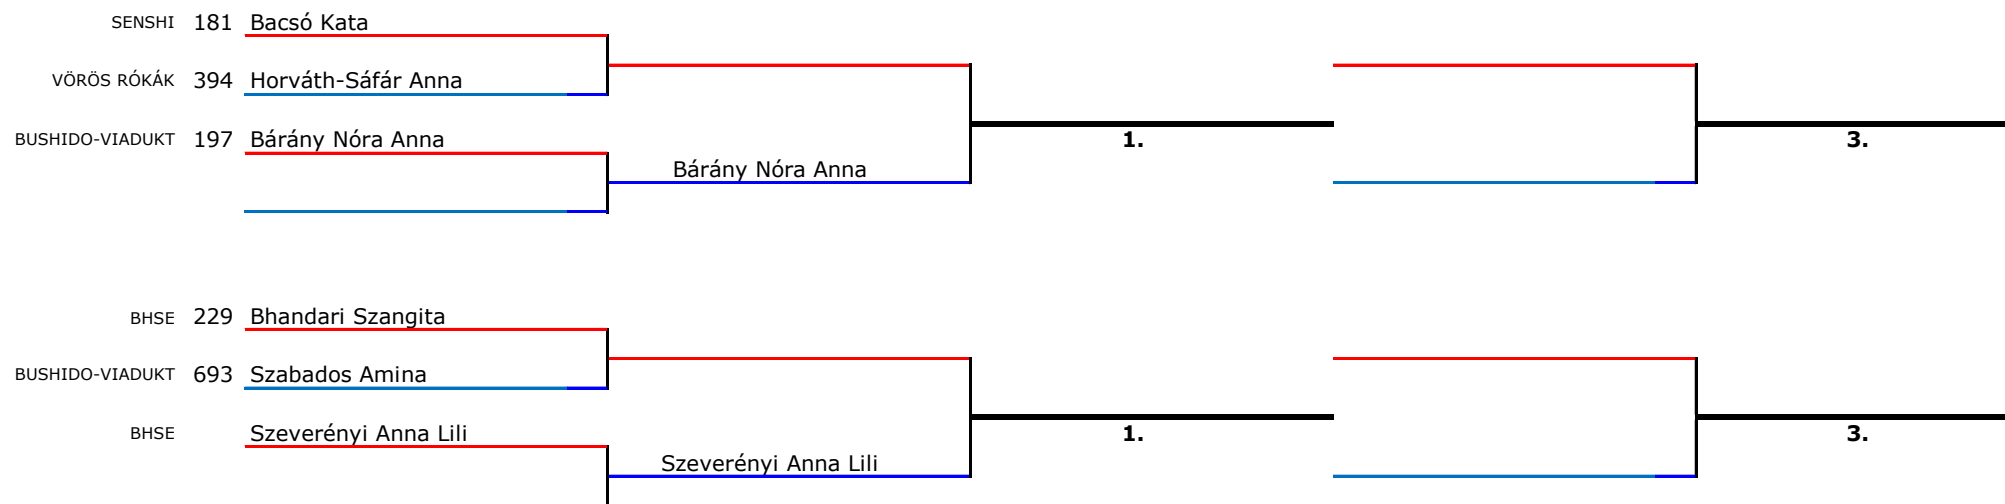 SENSHI 181 Bacsó Kata
VÖRÖS RÓKÁK 394 Horváth-Sáfár Anna
BUSHIDO-VIADUKT 197 Bárány Nóra Anna 1. 3.
Bárány Nóra Anna
BHSE 229 Bhandari Szangita
BUSHIDO-VIADUKT 693 Szabados Amina
BHSE Szeverényi Anna Lili 1. 3.
Szeverényi Anna Lili